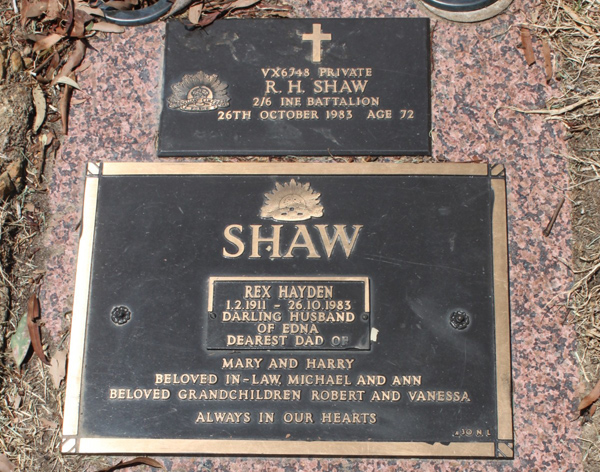 VX6748 PRIVATE
R. H. SHAW
2/6 INF BATTALION
26TH OCTOBER 1983 AGE 72
SHAW
REX HAYDEN
1.2.1911 - 26.10.1983
DARLING HUSBAND
OF EDNA
DEAREST DAD OF
MARY AND HARRY
BELOVED IN-LAW, MICHAEL AND ANN
BELOVED GRANDCHILDREN ROBERT AND VANESSA
ALWAYS IN OUR HEARTS